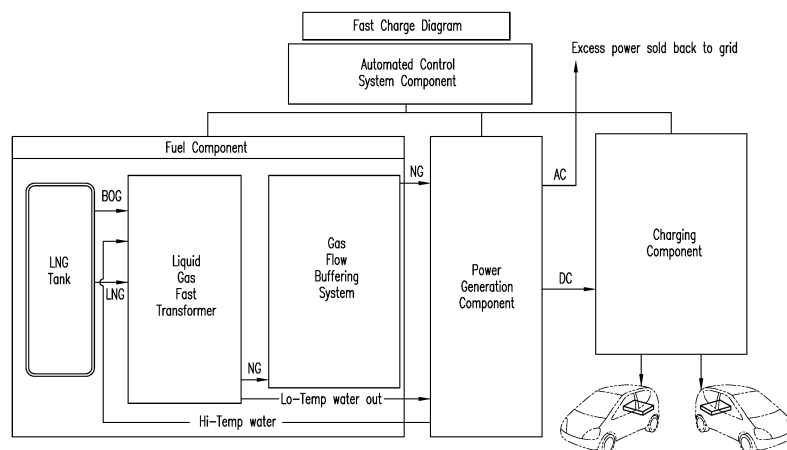 Fast Charge Diagram
Automated Control
System Component
Excess power sold back to grid
Fuel Component
NG
AC
BOG
LNG
Tank
LNG
Liquid
Gas
Fast
Transformer
Gas
Flow
Buffering
System
Power
Generation
Component
DC
Charging
Component
NG
Lo-Temp water out
Hi-Temp water